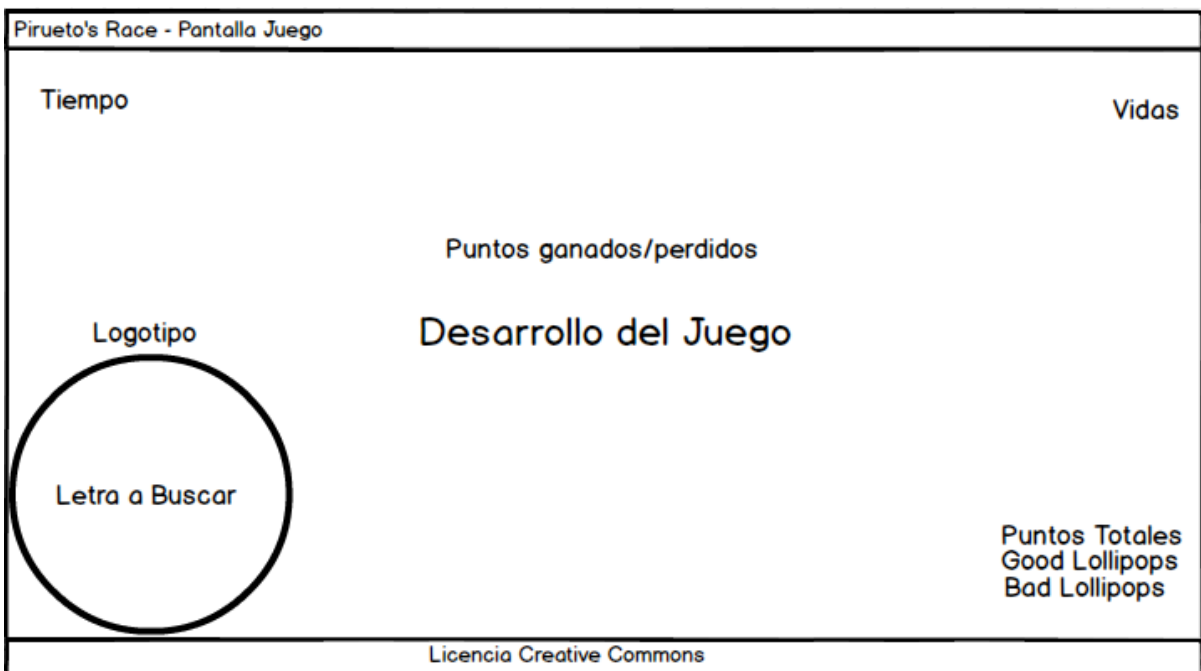 Pirueto's Race - Pantalla Juego
Tiempo
Vidas
Puntos ganados/perdidos
Logotipo
Desarrollo del Juego
Letra a Buscar
Puntos Totales
Good Lollipops
Bad Lollipops
Licencia Creative Commons